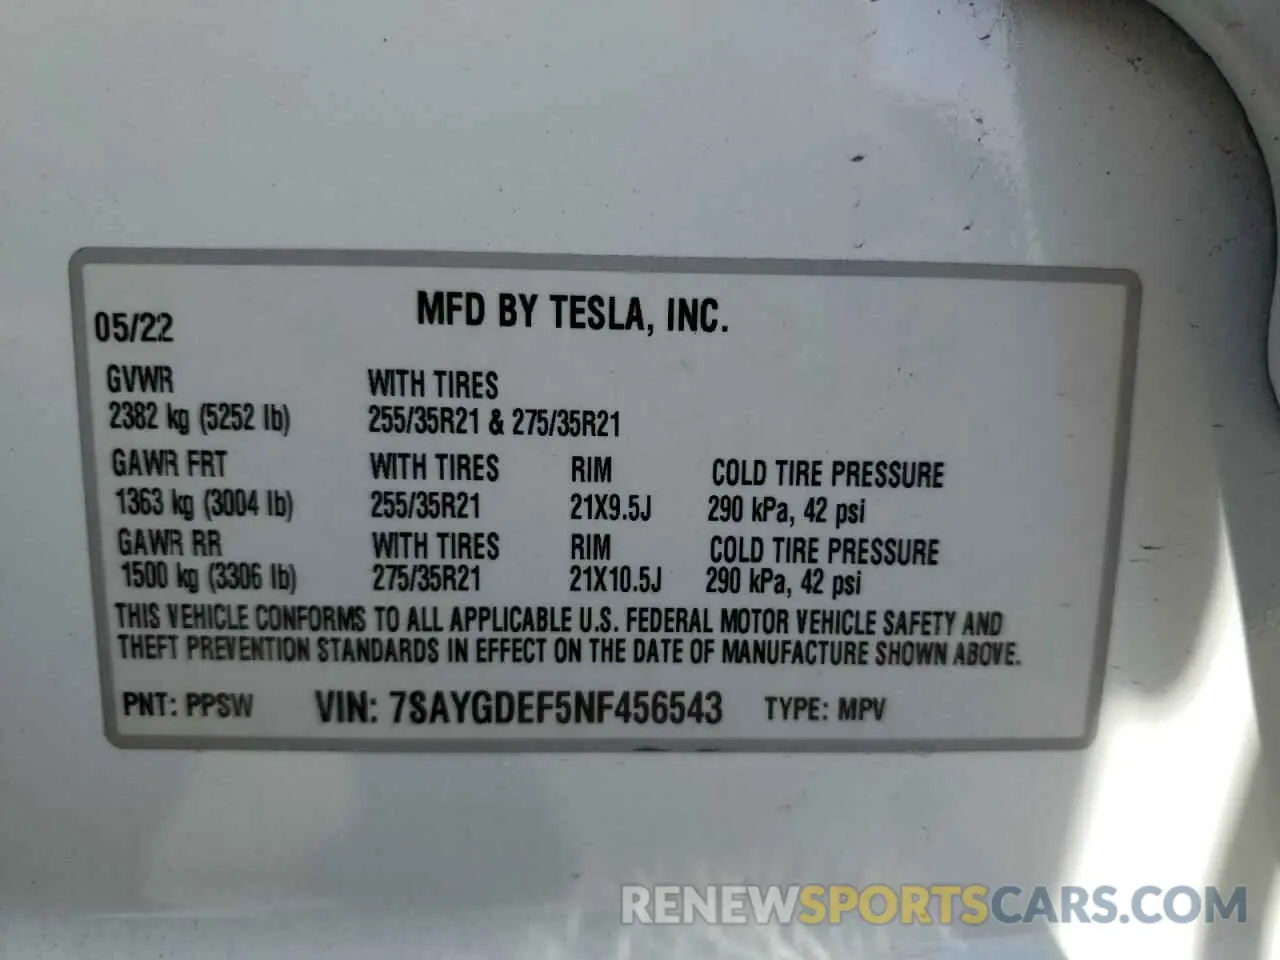 MFD BY TESLA, INC.
05/22
GVWR WITH TIRES
2382 kg (5252 lb) 255/35R21 & 275/35R21
GAWR FRT WITH TIRES RIM COLD TIRE PRESSURE
1363 kg (3004 lb) 255/35R21 21X9.5J 290 kPa, 42 psi
GAWR RR WITH TIRES RIM COLD TIRE PRESSURE
1500 kg (3306 lb) 275/35R21 21X10.5J 290 kPa, 42 psi
THIS VEHICLE CONFORMS TO ALL APPLICABLE U.S. FEDERAL MOTOR VEHICLE SAFETY AND
THEFT PREVENTION STANDARDS IN EFFECT ON THE DATE OF MANUFACTURE SHOWN ABOVE.
PNT: PPSW VIN: 7SAYGDEF5NF456543 TYPE: MPV
RENEWSPORTSCARS.COM